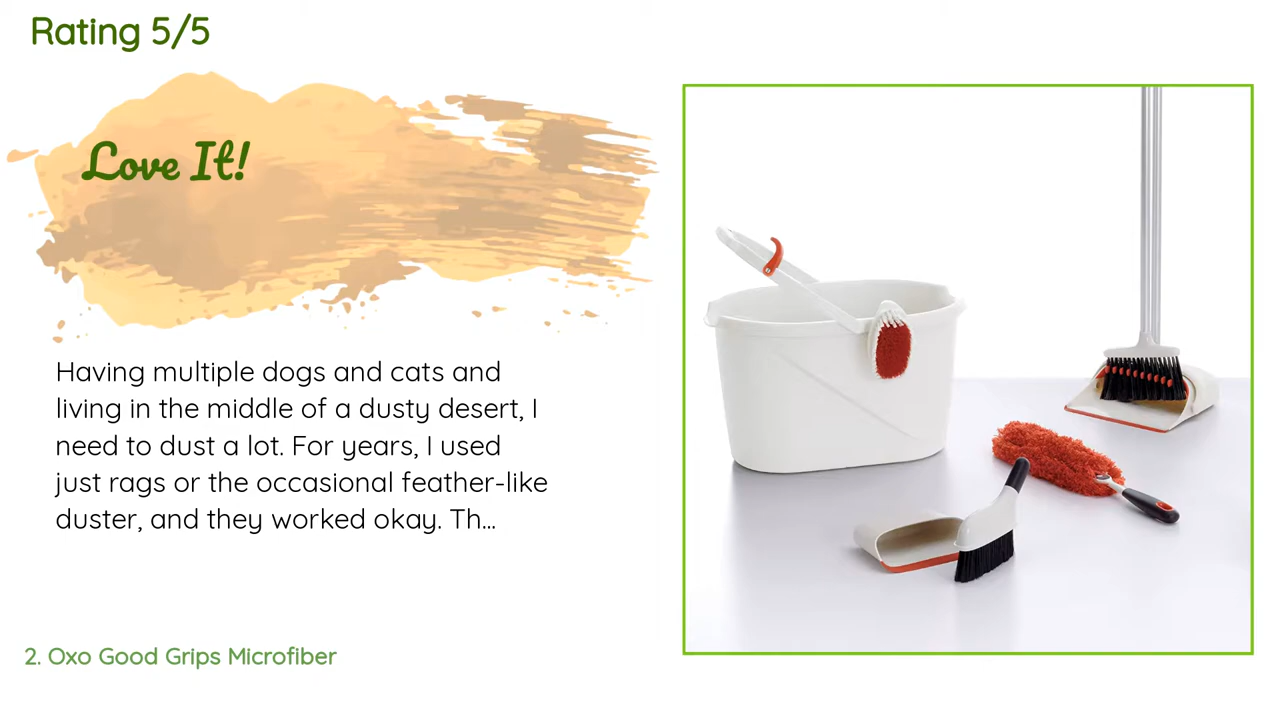 Rating 5/5
Love It!
Having multiple dogs and cats and
living in the middle of a dusty desert, I
need to dust a lot. For years, I used
just rags or the occasional feather-like
duster, and they worked okay. Th...
2. Oxo Good Grips Microfiber